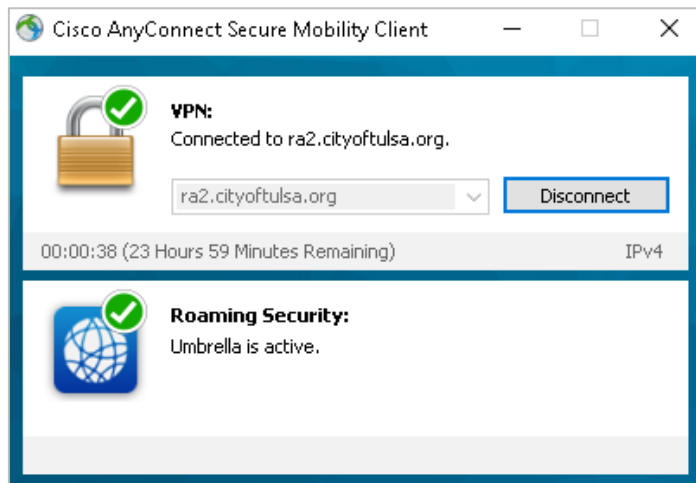 Cisco AnyConnect Secure Mobility Client
VPN:
Connected to ra2.cityoftulsa.org.
ra2.cityoftulsa.org
Disconnect
00:00:38 (23 Hours 59 Minutes Remaining)
IPv4
Roaming Security:
Umbrella is active.